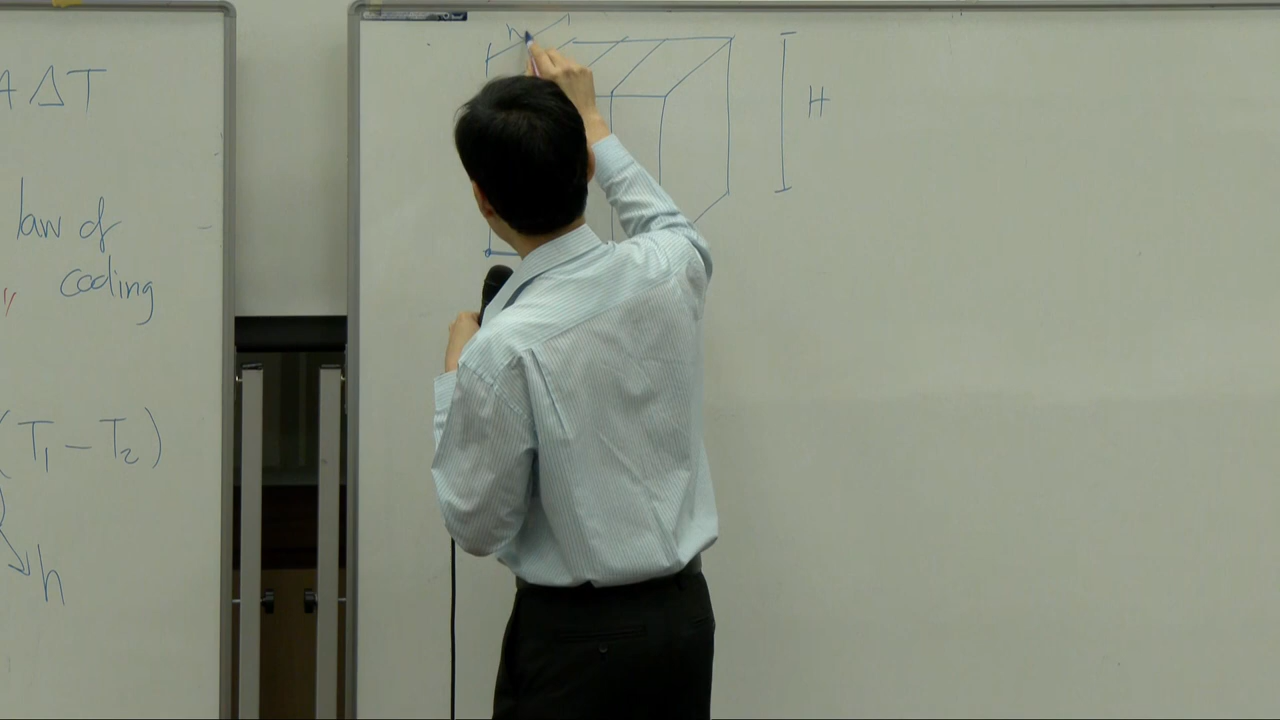 A ΔT
law of
cooling
(T₁ − T₂)
h
H